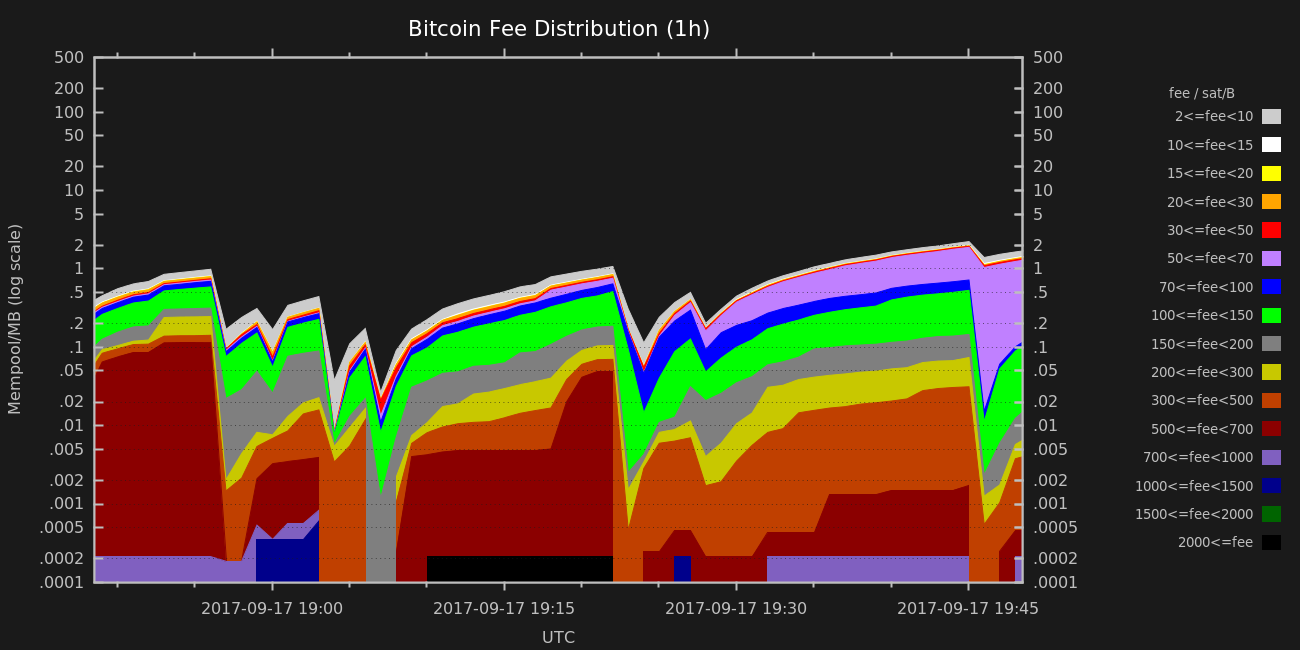 Bitcoin Fee Distribution (1h)
Mempool/MB (log scale)
500
200
100
50
20
10
5
2
1
.5
.2
.1
.05
.02
.01
.005
.002
.001
.0005
.0002
.0001
500
200
100
50
20
10
5
2
1
.5
.2
.1
.05
.02
.01
.005
.002
.001
.0005
.0002
.0001
2017-09-17 19:00
2017-09-17 19:15
2017-09-17 19:30
2017-09-17 19:45
UTC
fee / sat/B
2<=fee<10
10<=fee<15
15<=fee<20
20<=fee<30
30<=fee<50
50<=fee<70
70<=fee<100
100<=fee<150
150<=fee<200
200<=fee<300
300<=fee<500
500<=fee<700
700<=fee<1000
1000<=fee<1500
1500<=fee<2000
2000<=fee